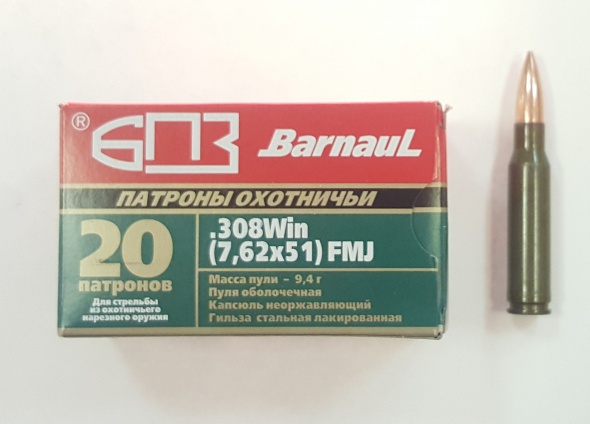 ® БПЗ Barnaul
ПАТРОНЫ ОХОТНИЧЬИ
20
патронов
Для стрельбы
из охотничьего
нарезного оружия
.308Win
(7,62x51) FMJ
Масса пули – 9,4 г
Пуля оболочечная
Капсюль неоржавляющий
Гильза стальная лакированная